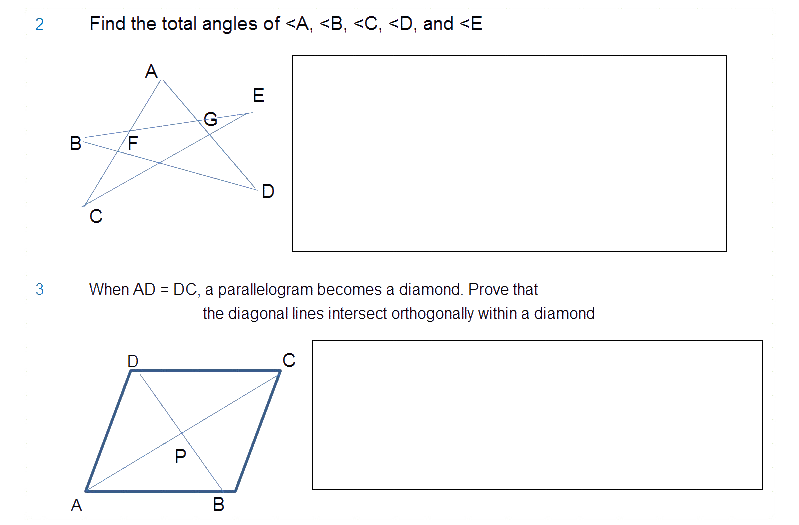 2 Find the total angles of <A, <B, <C, <D, and <E
A
E
G
B
F
D
C
3 When AD = DC, a parallelogram becomes a diamond. Prove that
the diagonal lines intersect orthogonally within a diamond
D
C
P
A
B